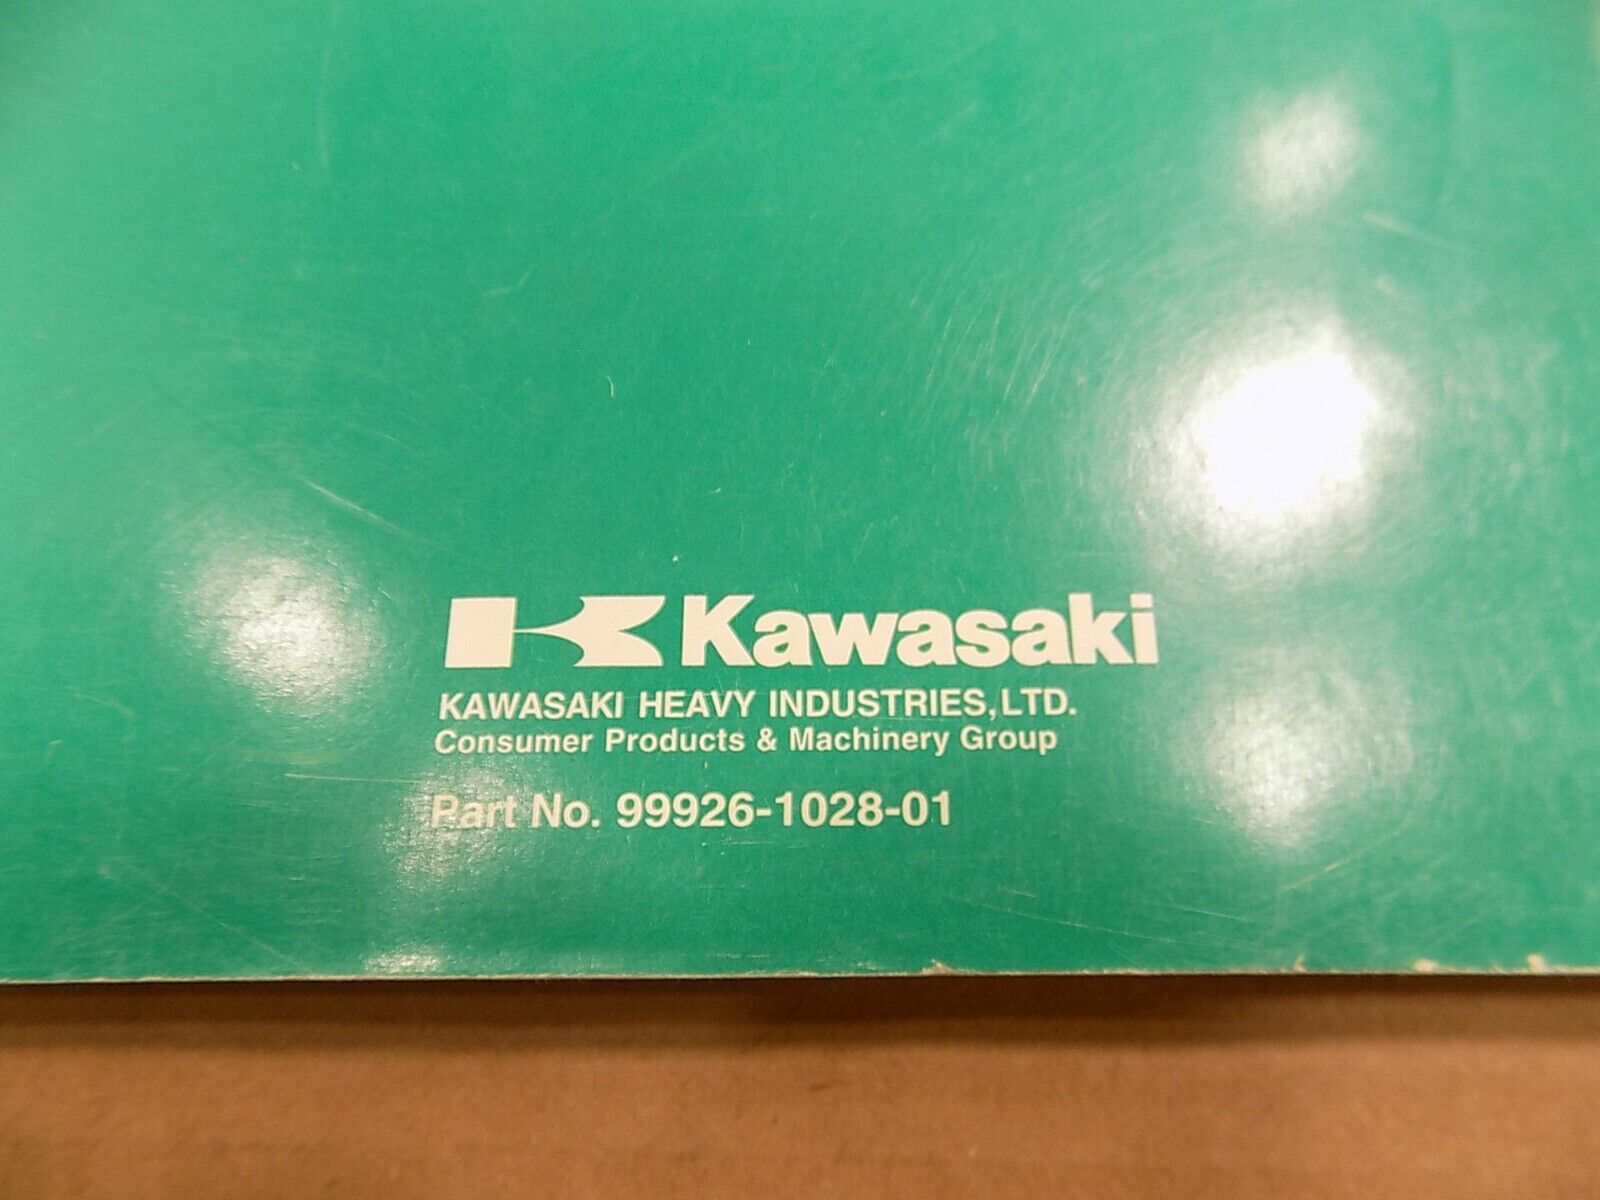 Kawasaki
KAWASAKI HEAVY INDUSTRIES,LTD.
Consumer Products & Machinery Group
Part No. 99926-1028-01